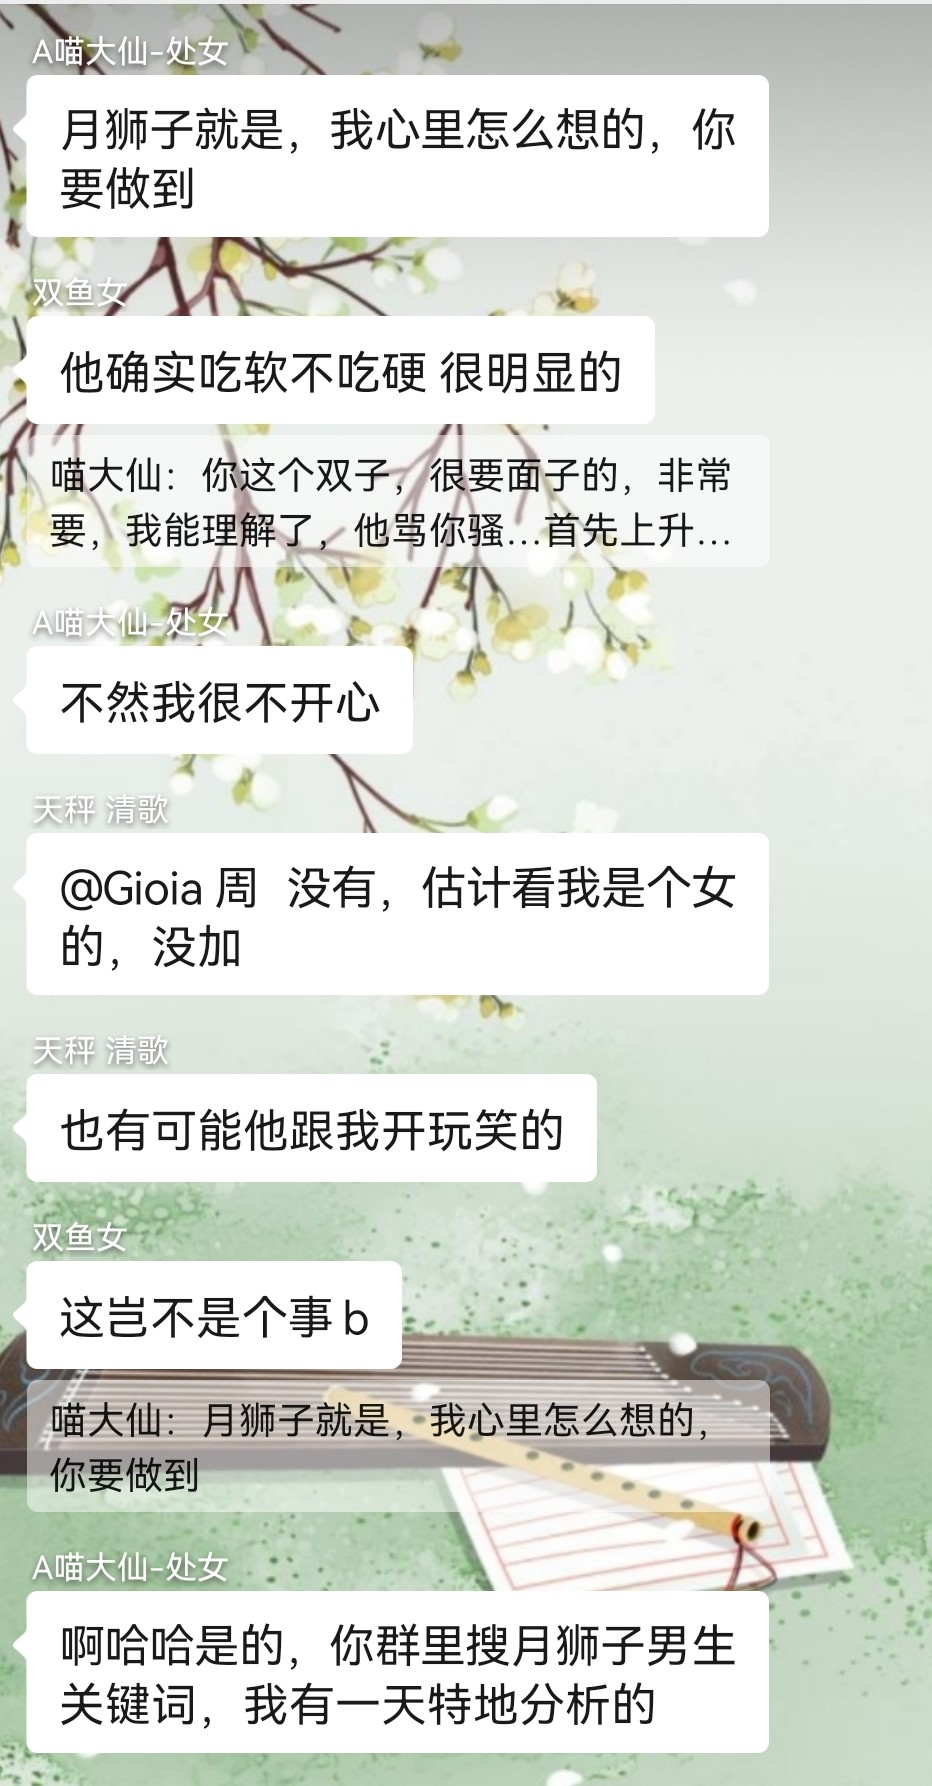 A喵大仙-处女
月狮子就是，我心里怎么想的，你
要做到
双鱼女
他确实吃软不吃硬 很明显的
喵大仙：你这个双子，很要面子的，非常
要，我能理解了，他骂你骚...首先上升...
A喵大仙-处女
不然我很不开心
天秤 清歌
@Gioia 周  没有，估计看我是个女
的，没加
天秤 清歌
也有可能他跟我开玩笑的
双鱼女
这岂不是个事b
喵大仙：月狮子就是，我心里怎么想的，
你要做到
A喵大仙-处女
啊哈哈是的，你群里搜月狮子男生
关键词，我有一天特地分析的